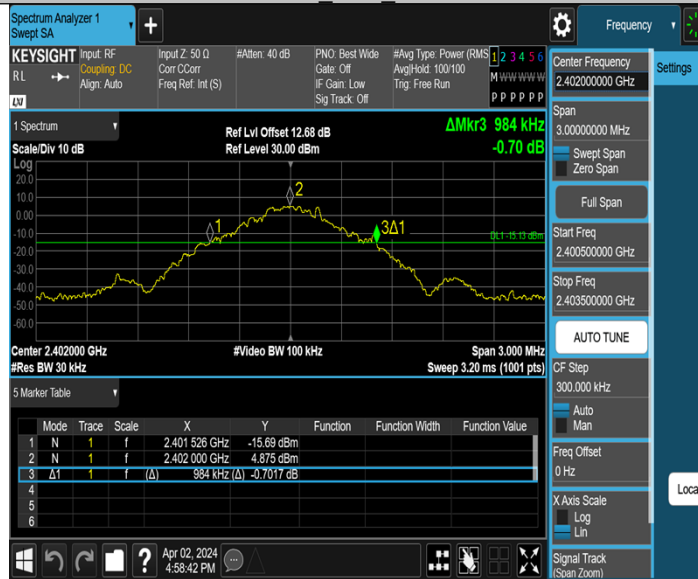 Spectrum Analyzer 1
Swept SA
+
Frequency
KEYSIGHT
RL
LXI
Input: RF
Coupling: DC
Align: Auto
Input Z: 50 Ω
Corr CCorr
Freq Ref: Int (S)
#Atten: 40 dB
PNO: Best Wide
Gate: Off
IF Gain: Low
Sig Track: Off
#Avg Type: Power (RMS
Avg|Hold: 100/100
Trig: Free Run
1 2 3 4 5 6
M W W W W W
P P P P P P
1 Spectrum
Scale/Div 10 dB
Ref Lvl Offset 12.68 dB
Ref Level 30.00 dBm
ΔMkr3 984 kHz
-0.70 dB
Log
20.0
10.0
0.00
-10.0
-20.0
-30.0
-40.0
-50.0
-60.0
1
2
3Δ1
DL1 -15.13 dBm
Center 2.402000 GHz
#Res BW 30 kHz
#Video BW 100 kHz
Span 3.000 MHz
Sweep 3.20 ms (1001 pts)
5 Marker Table
Mode Trace Scale X Y Function Function Width Function Value
1 N 1 f 2.401 526 GHz -15.69 dBm
2 N 1 f 2.402 000 GHz 4.875 dBm
3 Δ1 1 f (Δ) 984 kHz (Δ) -0.7017 dB
4
5
6
Apr 02, 2024
4:58:42 PM
?
Center Frequency
2.402000000 GHz
Settings
Span
3.00000000 MHz
Swept Span
Zero Span
Full Span
Start Freq
2.400500000 GHz
Stop Freq
2.403500000 GHz
AUTO TUNE
CF Step
300.000 kHz
Auto
Man
Freq Offset
0 Hz
X Axis Scale
Log
Lin
Signal Track
(Span Zoom)
Loca